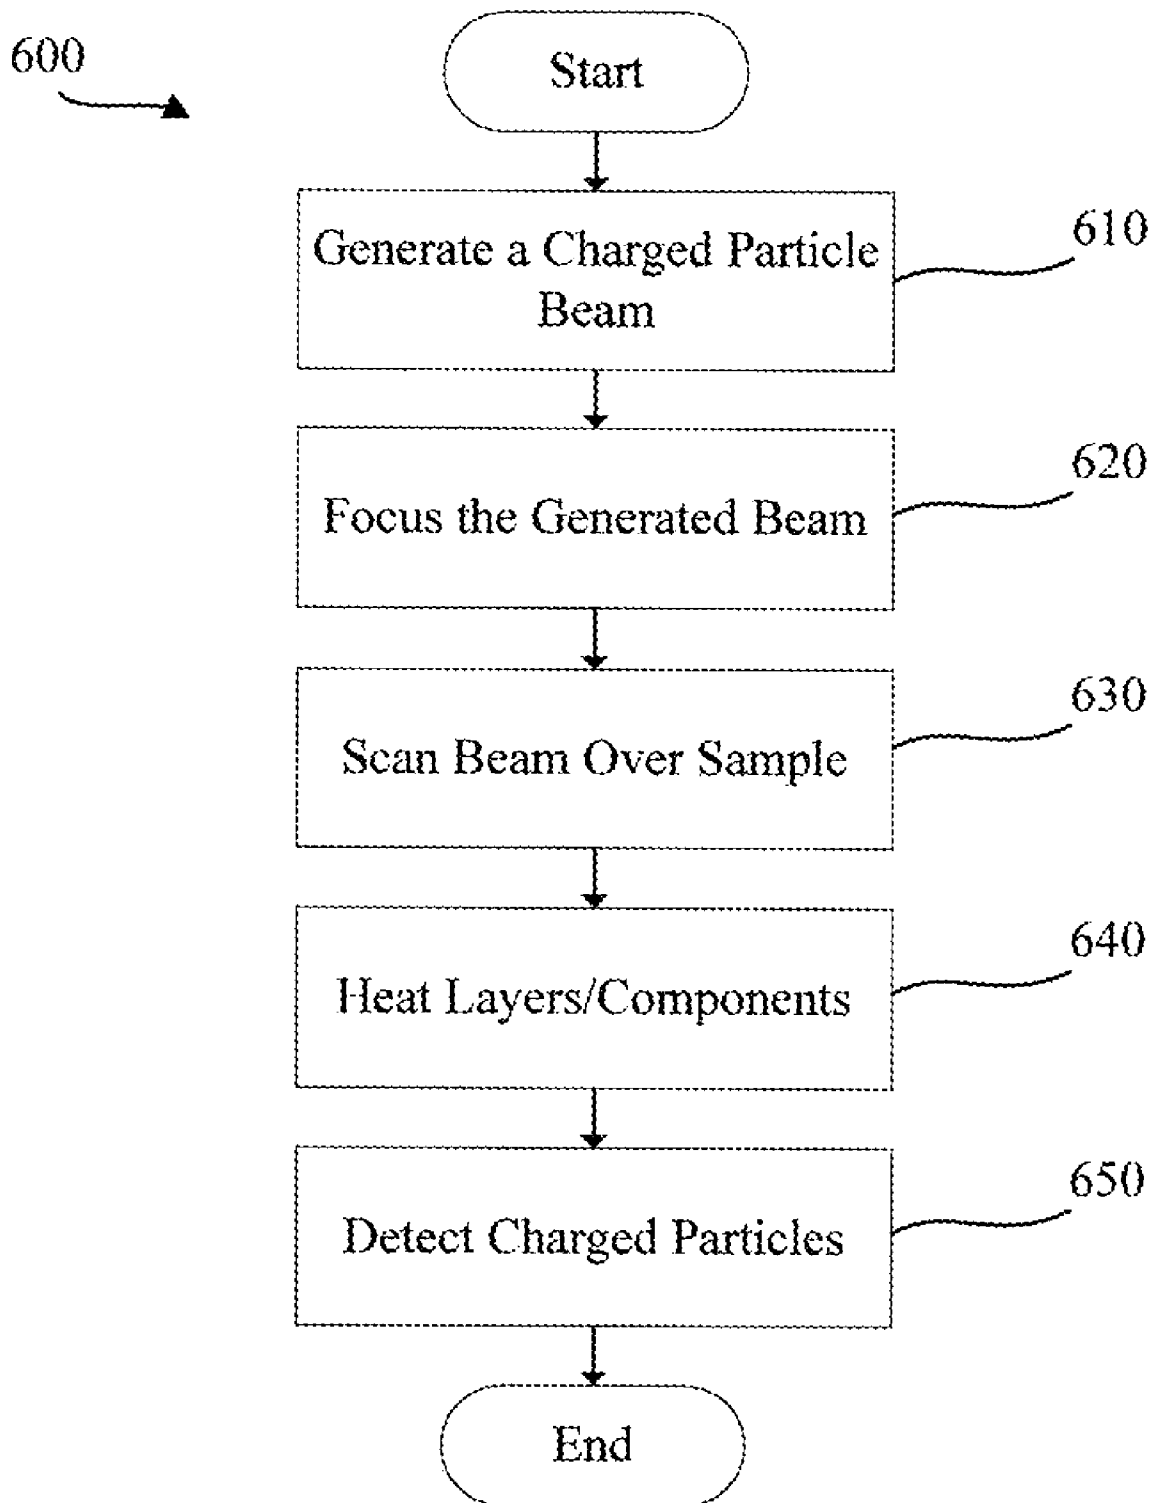 600
Start
Generate a Charged Particle
Beam
610
Focus the Generated Beam
620
Scan Beam Over Sample
630
Heat Layers/Components
640
Detect Charged Particles
650
End